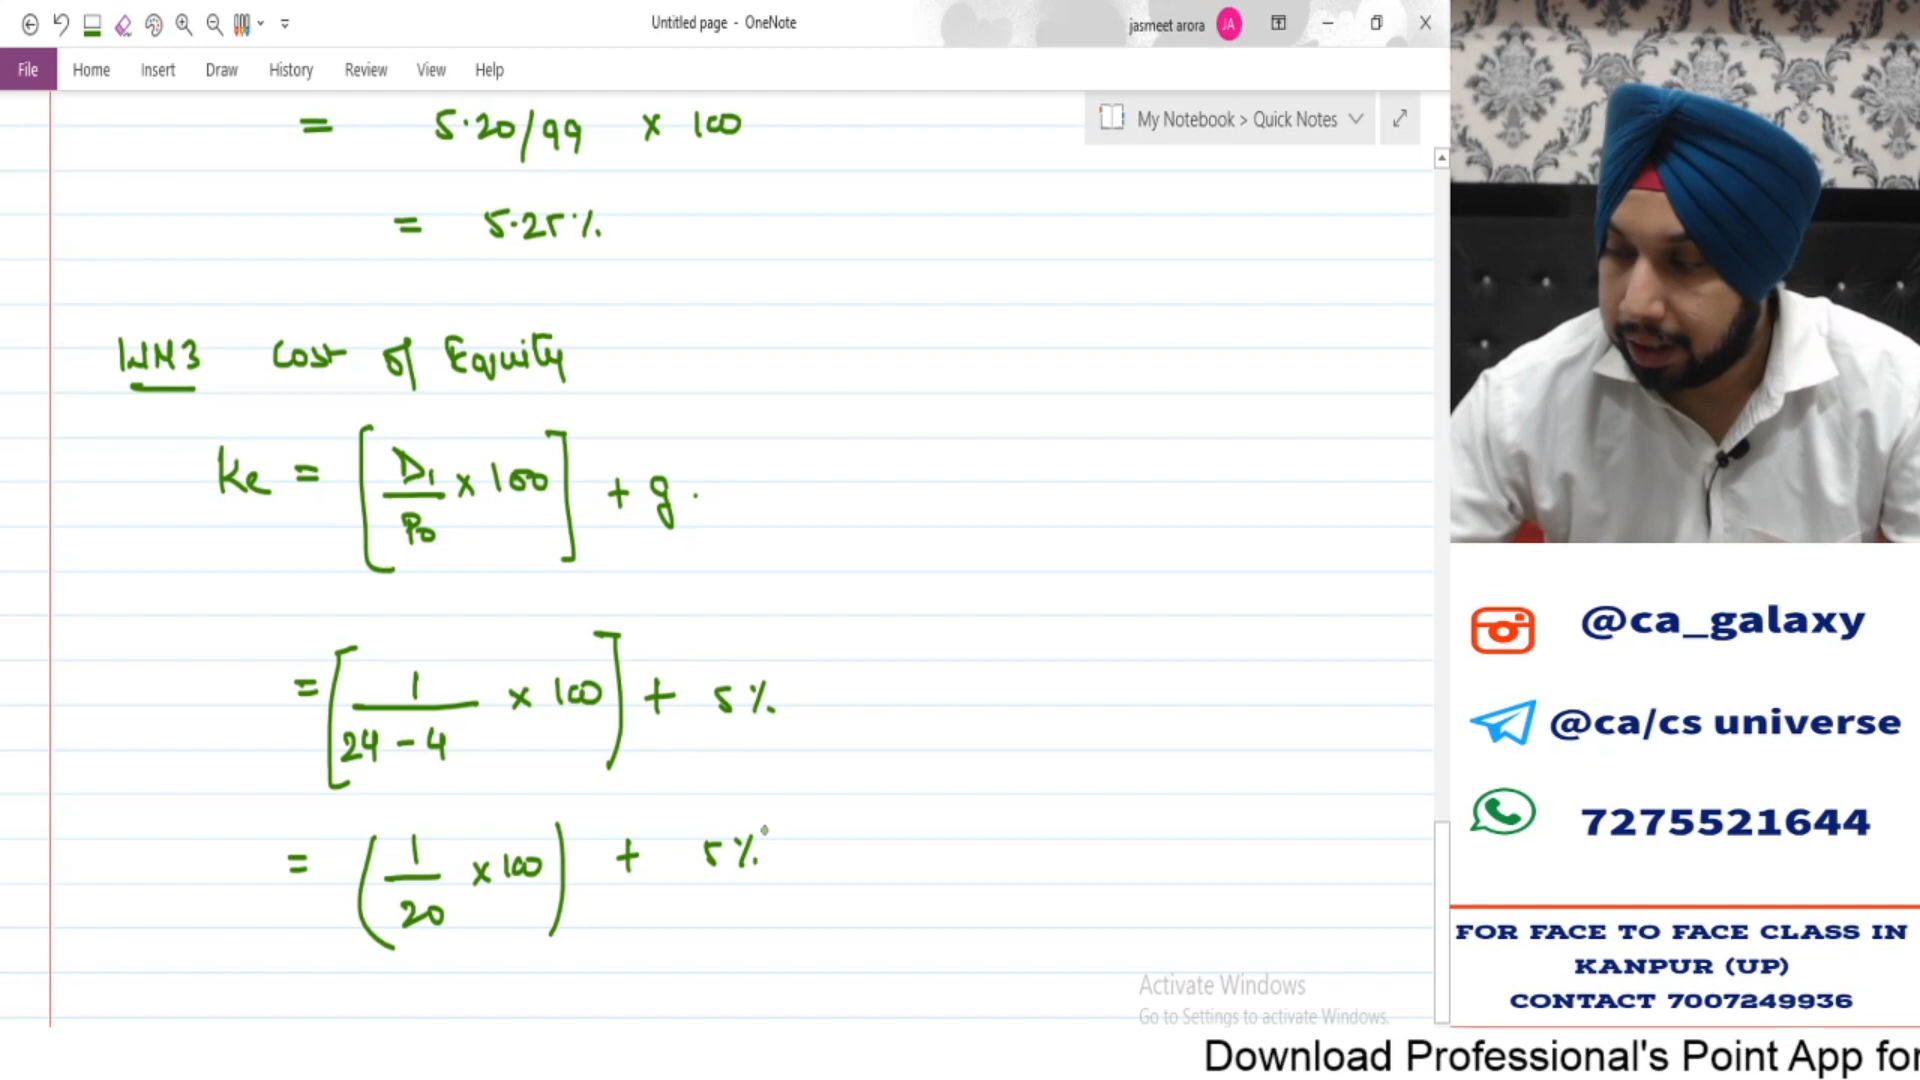 Untitled page - OneNote
jasmeet arora JA
File Home Insert Draw History Review View Help
My Notebook > Quick Notes
= 5.20/99 x 100
= 5.25%
WN3 Cost of Equity
Ke = [D1/P0 x 100] + g.
= [1/24-4 x 100] + 5%
= (1/20 x 100) + 5%
Activate Windows
Go to Settings to activate Windows.
@ca_galaxy
@ca/cs universe
7275521644
FOR FACE TO FACE CLASS IN
KANPUR (UP)
CONTACT 7007249936
Download Professional's Point App for